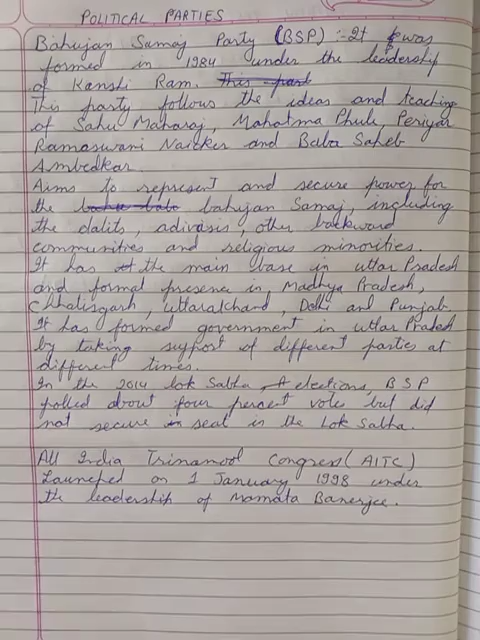 POLITICAL PARTIES
Bahujan Samaj Party (BSP) :- It was
formed in 1984 under the leadership
of Kanshi Ram. This part
This party follows the ideas and teaching
of Sahu Maharaj, Mahatma Phule, Periyar
Ramaswani Naicker and Baba Saheb
Ambedkar.
Aims to represent and secure power for
the bahujan Samaj, including
the dalits, adivasis, other backward
communities and religious minorities.
It has the main base in uttar Pradesh
and formal presence in, Madhya Pradesh,
Chhatisgarh, uttarakhand, Delhi and Punjab.
It has formed government in uttar Pradesh
by taking support of different parties at
different times.
In the 2014 lok Sabha, elections, BSP
polled about four percent vote but did
not secure in seat in the Lok Sabha.
All India Trinamool Congress (AITC)
Launched on 1 January 1998 under
the leadership of Mamata Banerjee.